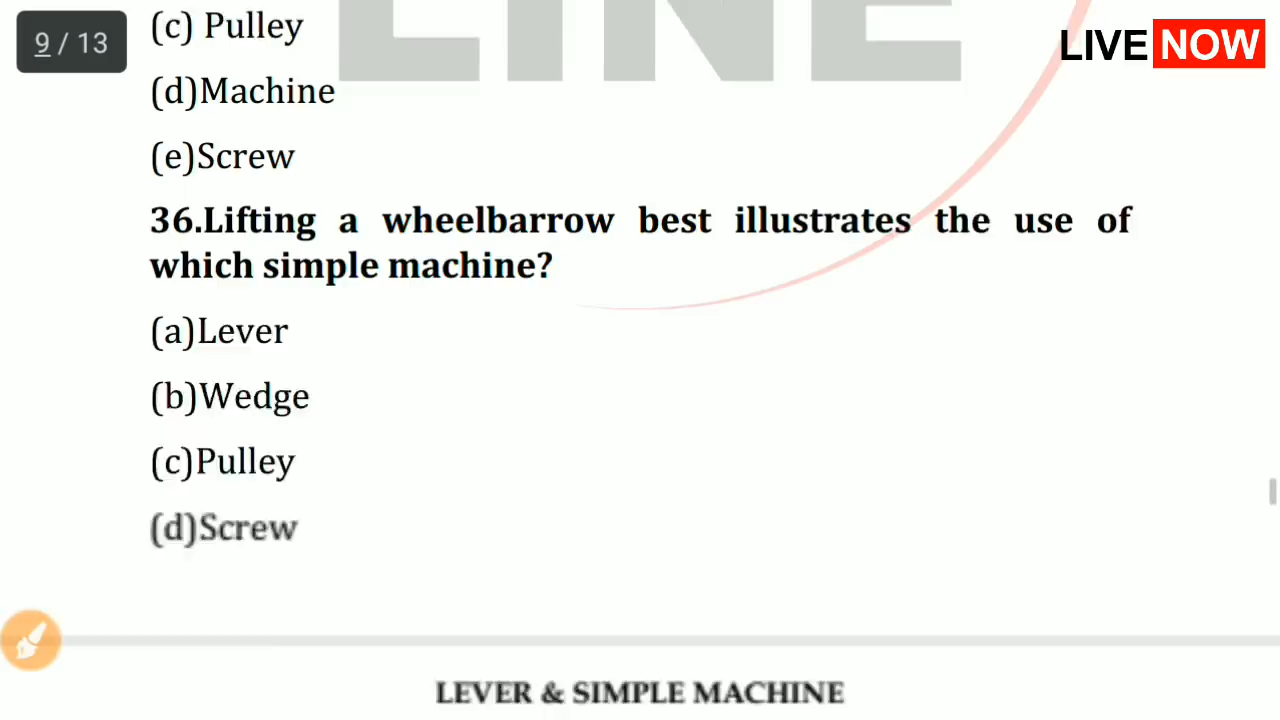 9 / 13
(c) Pulley
LINE
LIVE NOW
(d)Machine
(e)Screw
36.Lifting a wheelbarrow best illustrates the use of
which simple machine?
(a)Lever
(b)Wedge
(c)Pulley
(d)Screw
LEVER & SIMPLE MACHINE